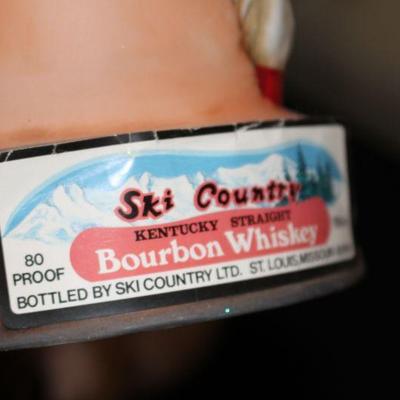 Ski Country
KENTUCKY STRAIGHT
Bourbon Whiskey
80
PROOF
BOTTLED BY SKI COUNTRY LTD. ST. LOUIS, MISSOURI